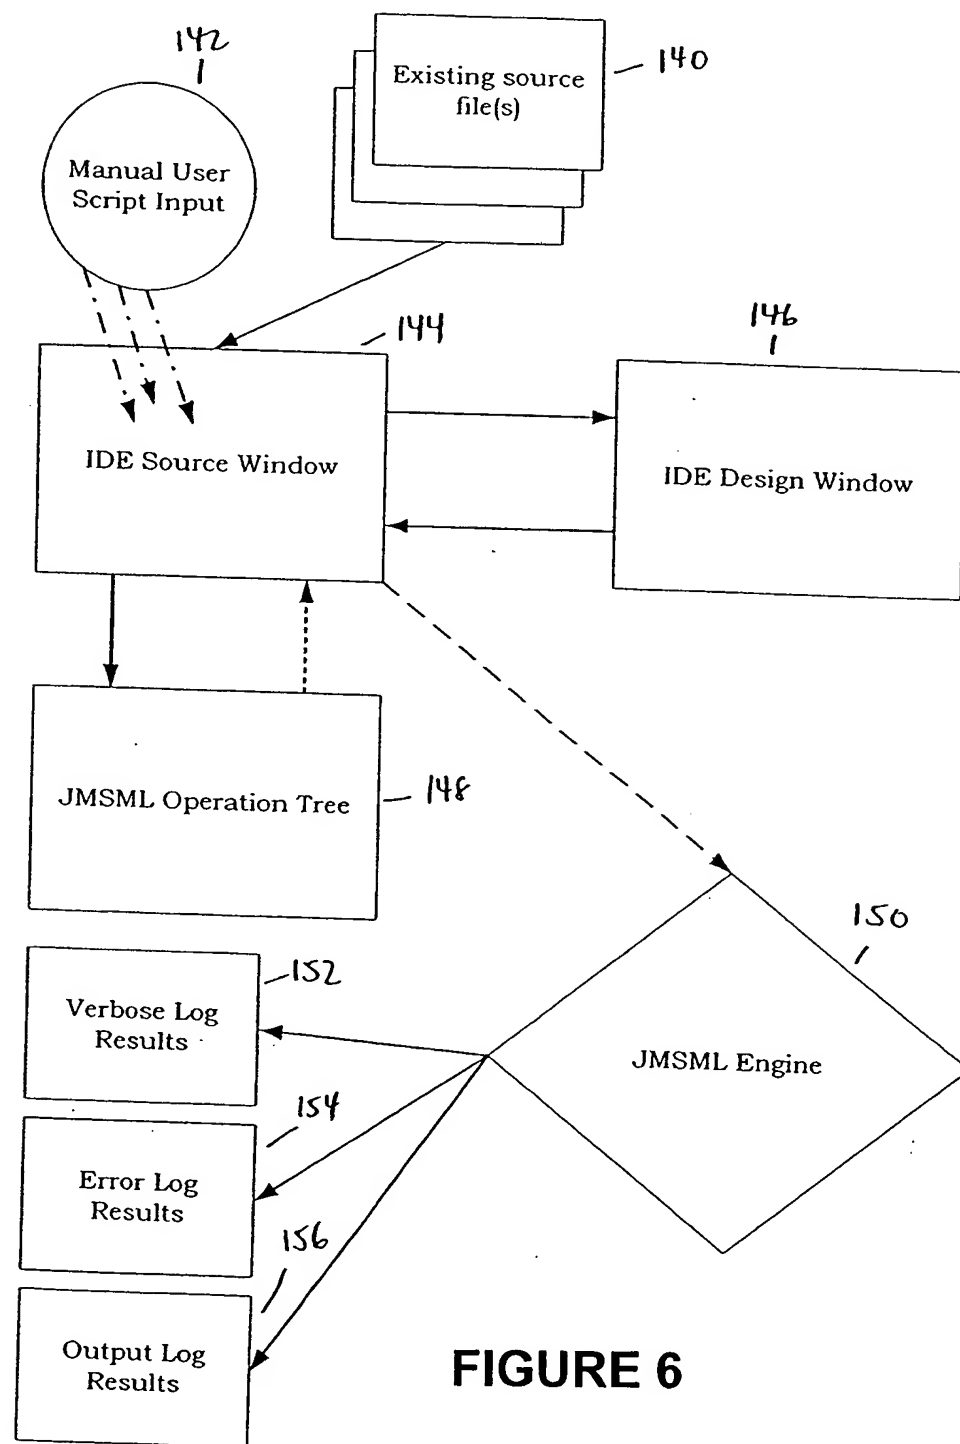 142
140
Existing source
file(s)
Manual User
Script Input
144
146
IDE Source Window
IDE Design Window
JMSML Operation Tree
148
150
152
Verbose Log
Results
JMSML Engine
154
Error Log
Results
156
Output Log
Results
FIGURE 6